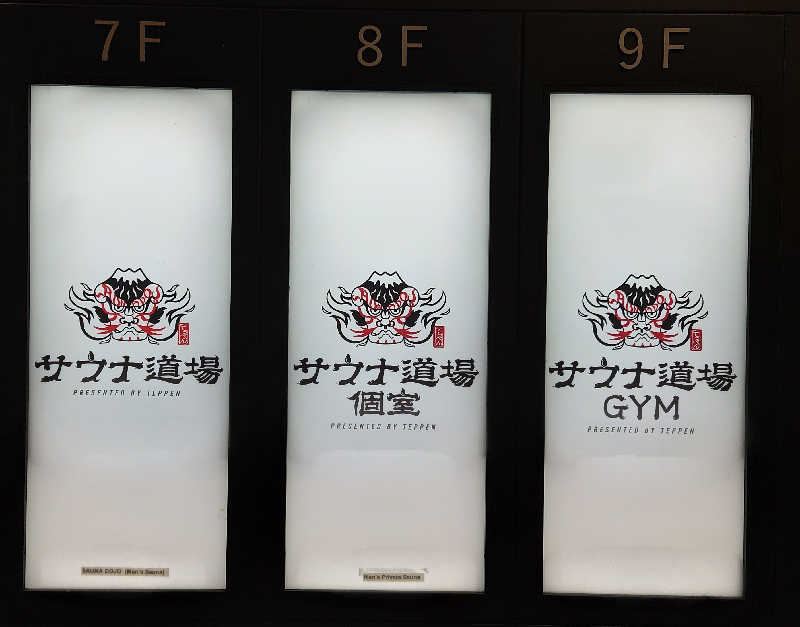 7F
サウナ道場
PRESENTED BY TEPPEN
SAUNA DOJO (Men's Sauna)
8F
サウナ道場
個室
PRESENTED BY TEPPEN
Men's Private Sauna
9F
サウナ道場
GYM
PRESENTED BY TEPPEN